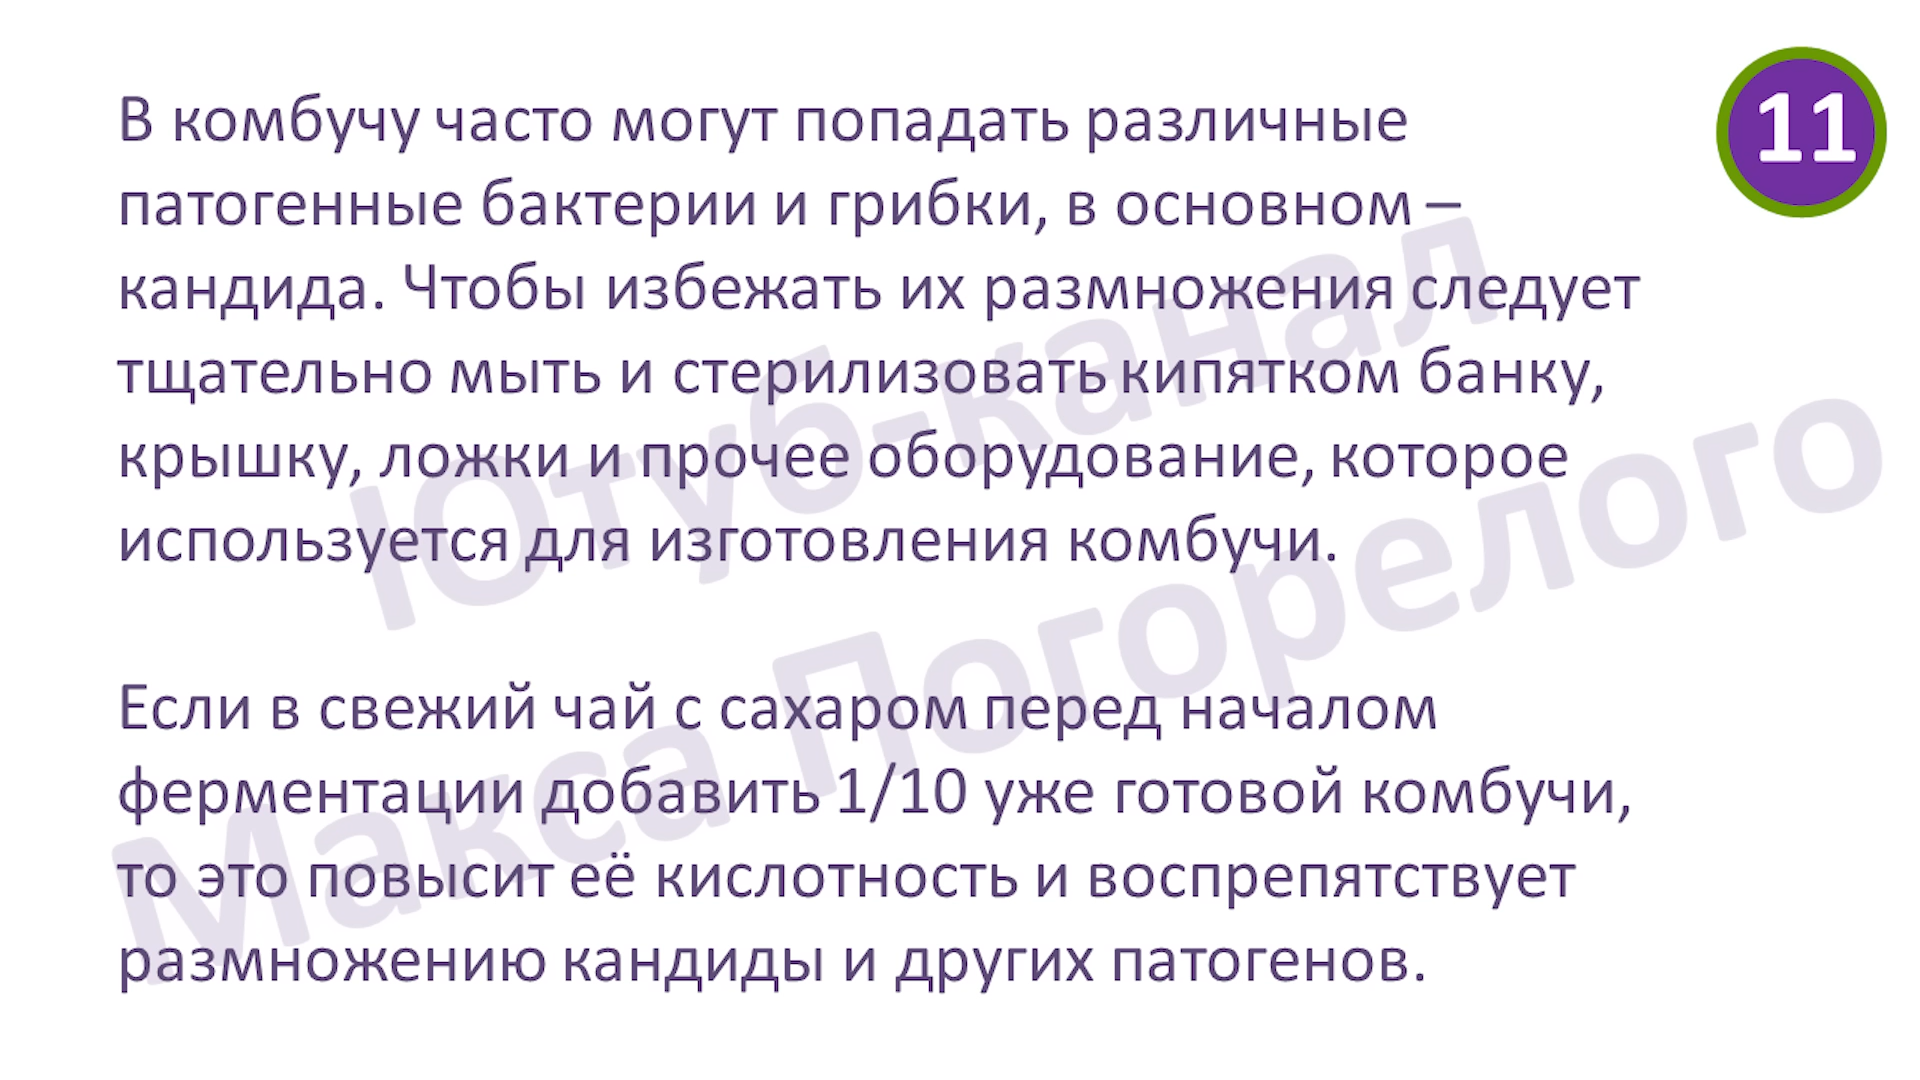 В комбучу часто могут попадать различные
патогенные бактерии и грибки, в основном –
кандида. Чтобы избежать их размножения следует
тщательно мыть и стерилизовать кипятком банку,
крышку, ложки и прочее оборудование, которое
используется для изготовления комбучи.
Если в свежий чай с сахаром перед началом
ферментации добавить 1/10 уже готовой комбучи,
то это повысит её кислотность и воспрепятствует
размножению кандиды и других патогенов.
11
Ютуб-канал
Макса Погорелого